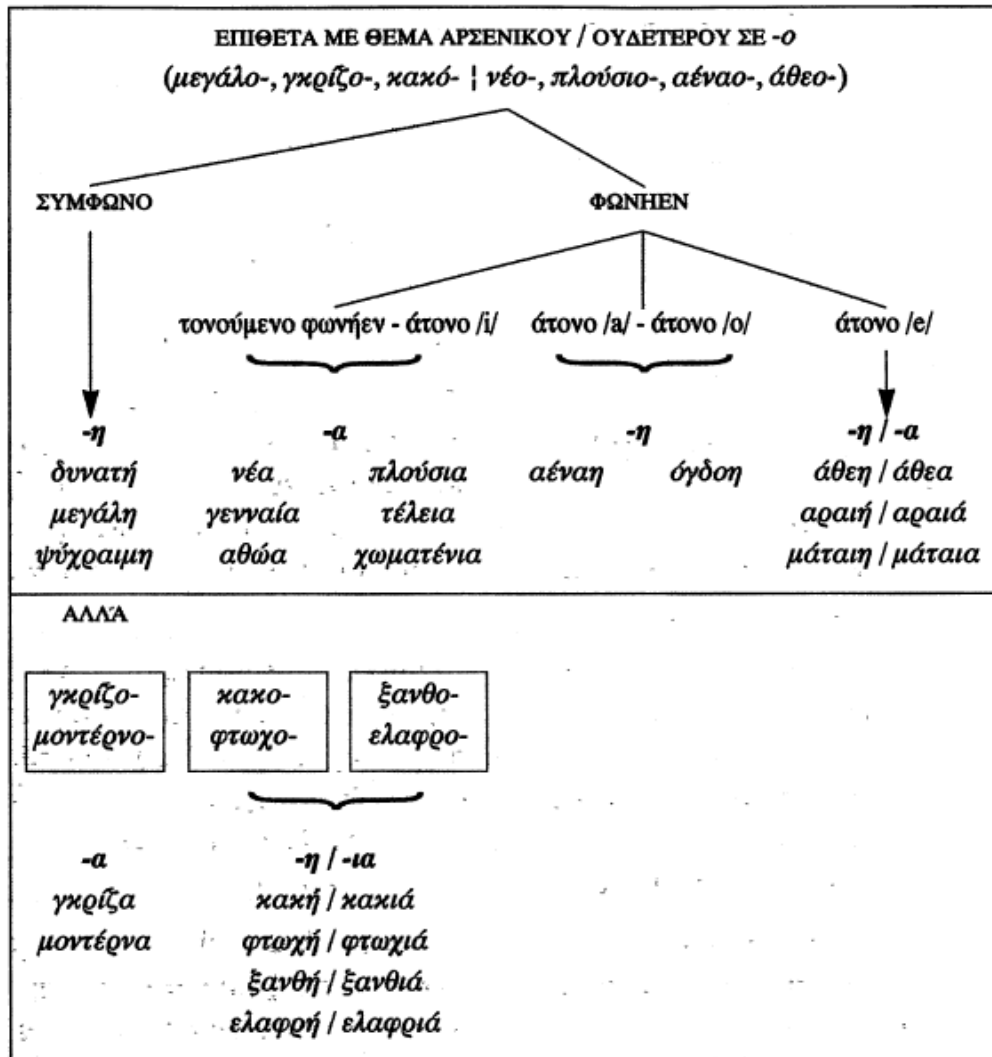 ΕΠΙΘΕΤΑ ΜΕ ΘΕΜΑ ΑΡΣΕΝΙΚΟΥ / ΟΥΔΕΤΕΡΟΥ ΣΕ -ο
(μεγάλο-, γκρίζο-, κακό- ¦ νέο-, πλούσιο-, αέναο-, άθεο-)
ΣΥΜΦΩΝΟ ΦΩΝΗΕΝ
τονούμενο φωνήεν - άτονο /i/ άτονο /a/ - άτονο /o/ άτονο /e/
-η -α -η -η / -α
δυνατή νέα πλούσια αέναη όγδοη άθεη / άθεα
μεγάλη γενναία τέλεια αραιή / αραιά
ψύχραιμη αθώα χωματένια μάταιη / μάταια
ΑΛΛΆ
γκρίζο- κακο- ξανθο-
μοντέρνο- φτωχο- ελαφρο-
-α -η / -ια
γκρίζα κακή / κακιά
μοντέρνα φτωχή / φτωχιά
ξανθή / ξανθιά
ελαφρή / ελαφριά